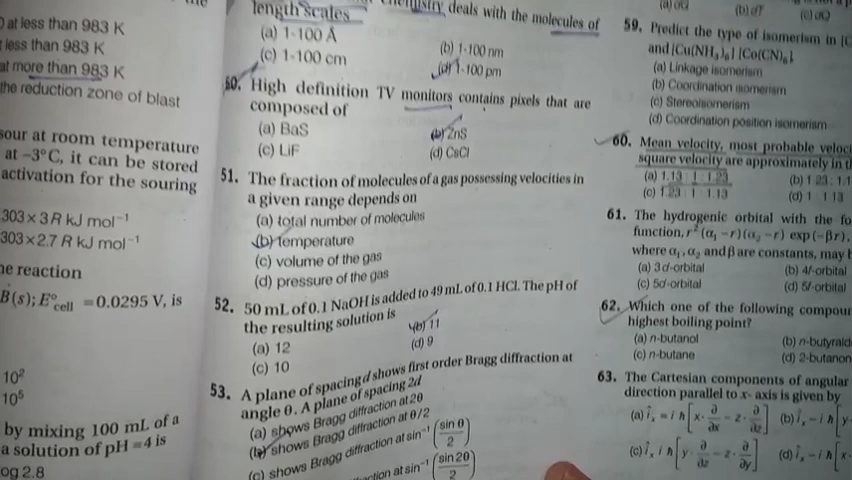 the
at less than 983 K
less than 983 K
at more than 983 K
the reduction zone of blast
sour at room temperature
at –3°C, it can be stored
activation for the souring
303 × 3 R kJ mol⁻¹
303 × 2.7 R kJ mol⁻¹
reaction
B(s); E°cell = 0.0295 V, is
10²
10⁵
by mixing 100 mL of a
a solution of pH = 4 is
og 2.8
deals with the molecules of
length scales
(a) 1-100 Å
(b) 1-100 nm
(c) 1-100 cm
(d) 1-100 pm
50. High definition TV monitors contains pixels that are
composed of
(a) BaS
(b) ZnS
(c) LiF
(d) CsCl
51. The fraction of molecules of a gas possessing velocities in
a given range depends on
(a) total number of molecules
(b) temperature
(c) volume of the gas
(d) pressure of the gas
52. 50 mL of 0.1 NaOH is added to 49 mL of 0.1 HCl. The pH of
the resulting solution is
(a) 12
(b) 11
(c) 10
(d) 9
53. A plane of spacing d shows first order Bragg diffraction at
angle θ. A plane of spacing 2d
(a) shows Bragg diffraction at 2θ
(b) shows Bragg diffraction at θ/2
(c) shows Bragg diffraction at sin⁻¹ (sin θ / 2)
at sin⁻¹ (sin 2θ / 2)
59. Predict the type of isomerism in
and [Cu(NH₃)₆] [Co(CN)₆]
(a) Linkage isomerism
(b) Coordination isomerism
(c) Stereoisomerism
(d) Coordination position isomerism
60. Mean velocity, most probable veloci
square velocity are approximately in
(a) 1.13 : 1 : 1.23
(b) 1.23 : 1.1
(c) 1.23 : 1 : 1.13
(d) 1 : 1.13
61. The hydrogenic orbital with the fo
function, r² (α₁ – r) (α₂ – r) exp(–βr),
where α₁, α₂ and β are constants, may b
(a) 3d-orbital
(b) 4f-orbital
(c) 5d-orbital
(d) 5f-orbital
62. Which one of the following compou
highest boiling point?
(a) n-butanol
(b) n-butyrald
(c) n-butane
(d) 2-butanon
63. The Cartesian components of angular
direction parallel to x- axis is given by
(a) îₓ = i ħ [x · ∂/∂x – z · ∂/∂z]
(b) îₓ – i ħ [y
(c) îₓ i ħ [y · ∂/∂z – z · ∂/∂y]
(d) îₓ – i ħ [x